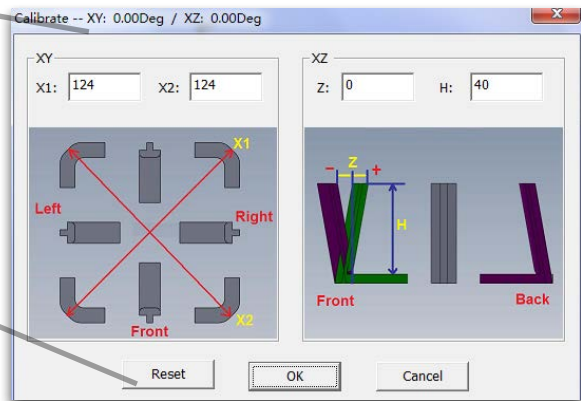 Calibrate -- XY: 0.00Deg / XZ: 0.00Deg
XY
X1: 124 X2: 124
X1
Left
Right
X2
Front
XZ
Z: 0 H: 40
- Z +
H
Front
Back
Reset OK Cancel